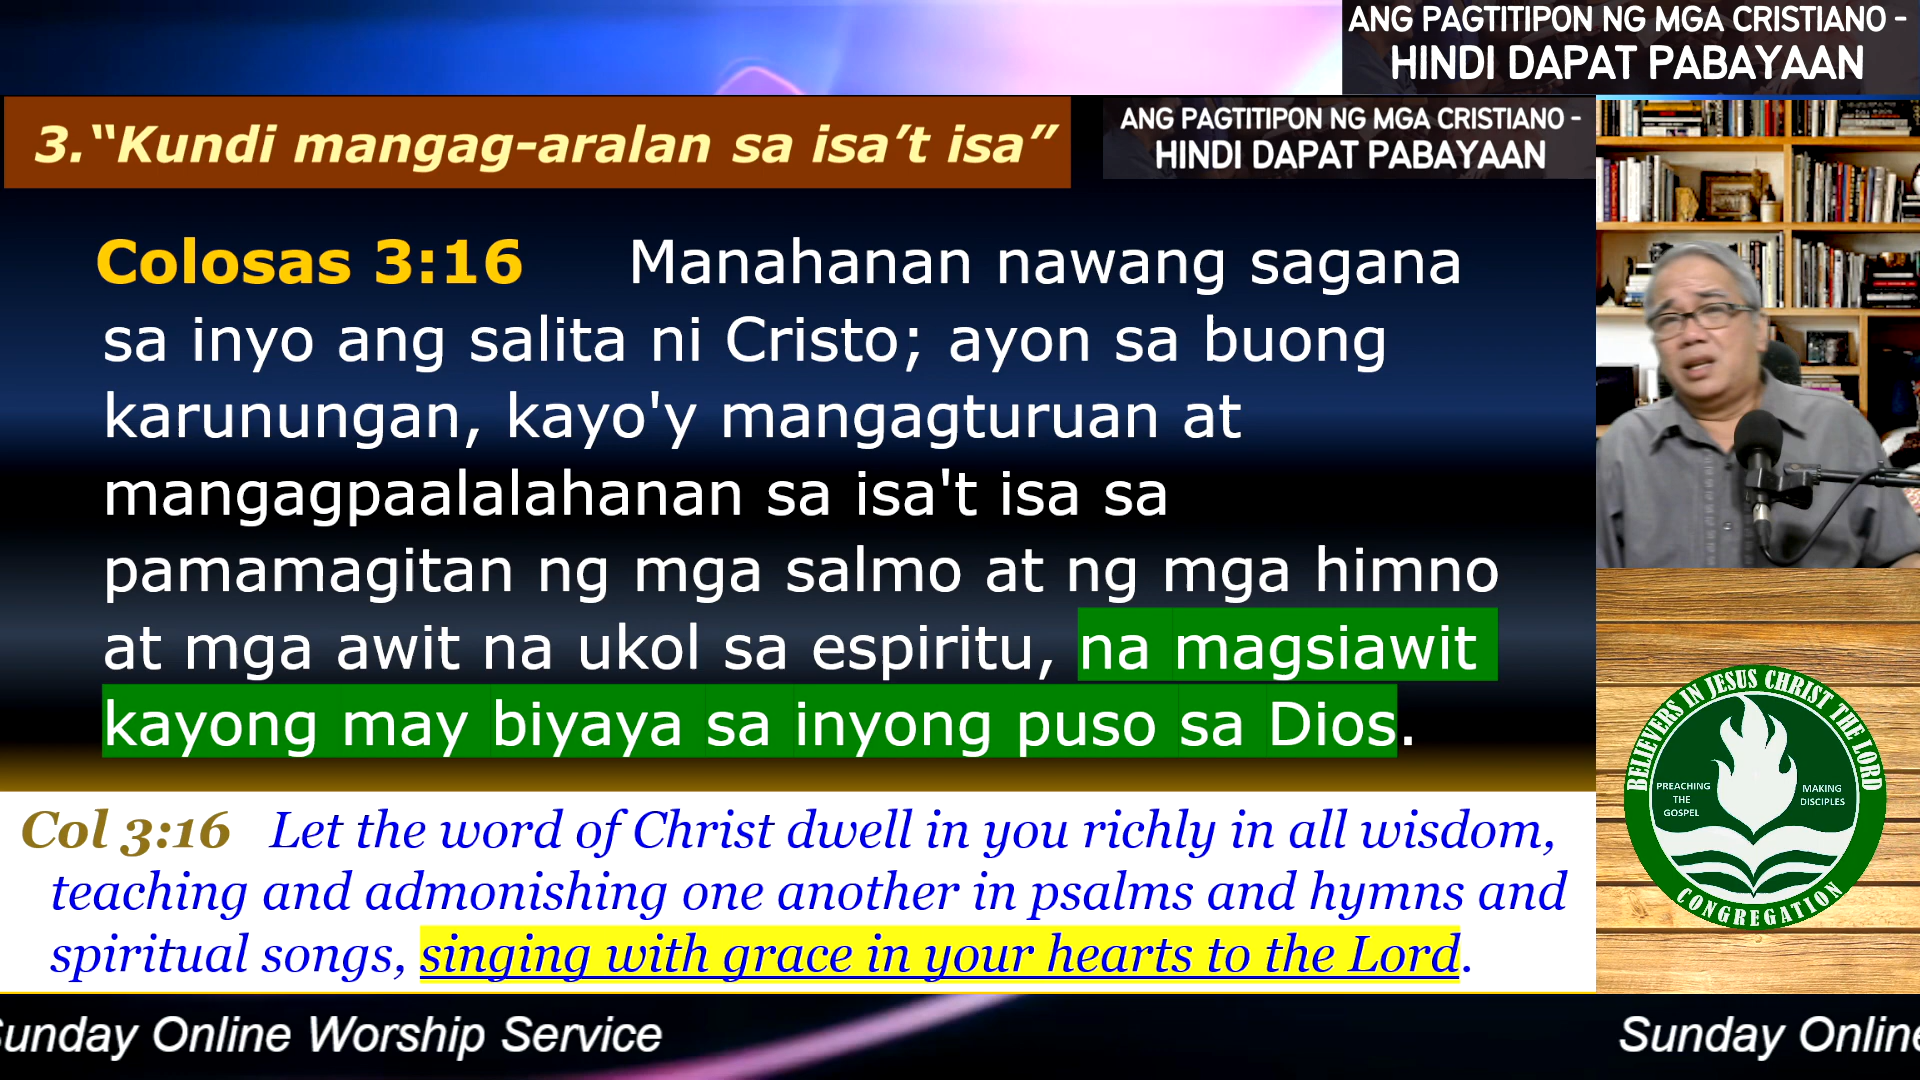 ANG PAGTITIPON NG MGA CRISTIANO -
HINDI DAPAT PABAYAAN
3.“Kundi mangag-aralan sa isa’t isa”
ANG PAGTITIPON NG MGA CRISTIANO -
HINDI DAPAT PABAYAAN
Colosas 3:16 Manahanan nawang sagana
sa inyo ang salita ni Cristo; ayon sa buong
karunungan, kayo'y mangagturuan at
mangagpaalalahanan sa isa't isa sa
pamamagitan ng mga salmo at ng mga himno
at mga awit na ukol sa espiritu, na magsiawit
kayong may biyaya sa inyong puso sa Dios.
Col 3:16 Let the word of Christ dwell in you richly in all wisdom,
teaching and admonishing one another in psalms and hymns and
spiritual songs, singing with grace in your hearts to the Lord.
BELIEVERS IN JESUS CHRIST THE LORD
PREACHING
THE
GOSPEL
MAKING
DISCIPLES
CONGREGATION
Sunday Online Worship Service
Sunday Online